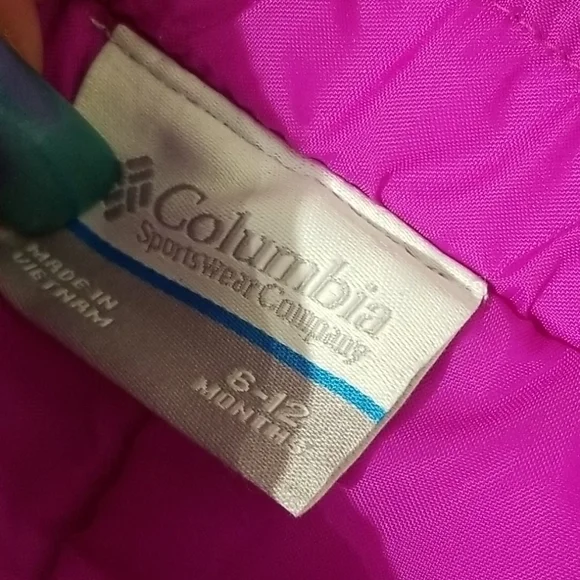 Columbia
Sportswear Company
MADE IN
VIETNAM
6-12
MONTHS